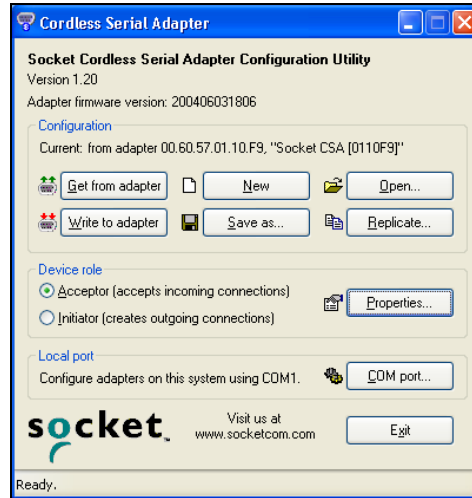 Cordless Serial Adapter
Socket Cordless Serial Adapter Configuration Utility
Version 1.20
Adapter firmware version: 200406031806
Configuration
Current: from adapter 00.60.57.01.10.F9, "Socket CSA [0110F9]"
Get from adapter New Open...
Write to adapter Save as... Replicate...
Device role
Acceptor (accepts incoming connections)
Properties...
Initiator (creates outgoing connections)
Local port
Configure adapters on this system using COM1. COM port...
socket
Visit us at
www.socketcom.com
Exit
Ready.